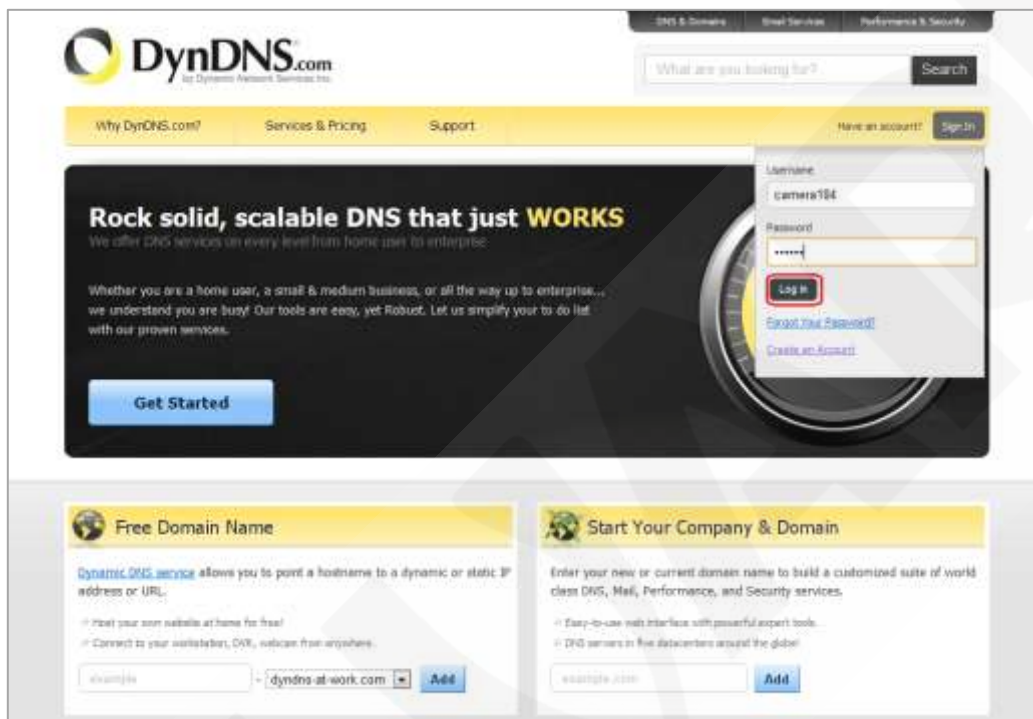 DNS & Domains Email Services Performance & Security
DynDNS.com
by Dynamic Network Services Inc.
What are you looking for? Search
Why DynDNS.com? Services & Pricing Support Have an account? Sign In
Username
camera104
Password
••••••
Log in
Forgot Your Password?
Create an Account
Rock solid, scalable DNS that just WORKS
We offer DNS services on every level from home user to enterprise
Whether you are a home user, a small & medium business, or all the way up to enterprise...
we understand you are busy! Our tools are easy, yet Robust. Let us simplify your to do list
with our proven services.
Get Started
Free Domain Name
Dynamic DNS service allows you to point a hostname to a dynamic or static IP
address or URL.
Host your own website at home for free!
Connect to your workstation, DVR, webcam from anywhere.
example - dyndns-at-work.com Add
Start Your Company & Domain
Enter your new or current domain name to build a customized suite of world
class DNS, Mail, Performance, and Security services.
Easy-to-use web interface with powerful expert tools.
DNS servers in five datacenters around the globe!
example.com Add